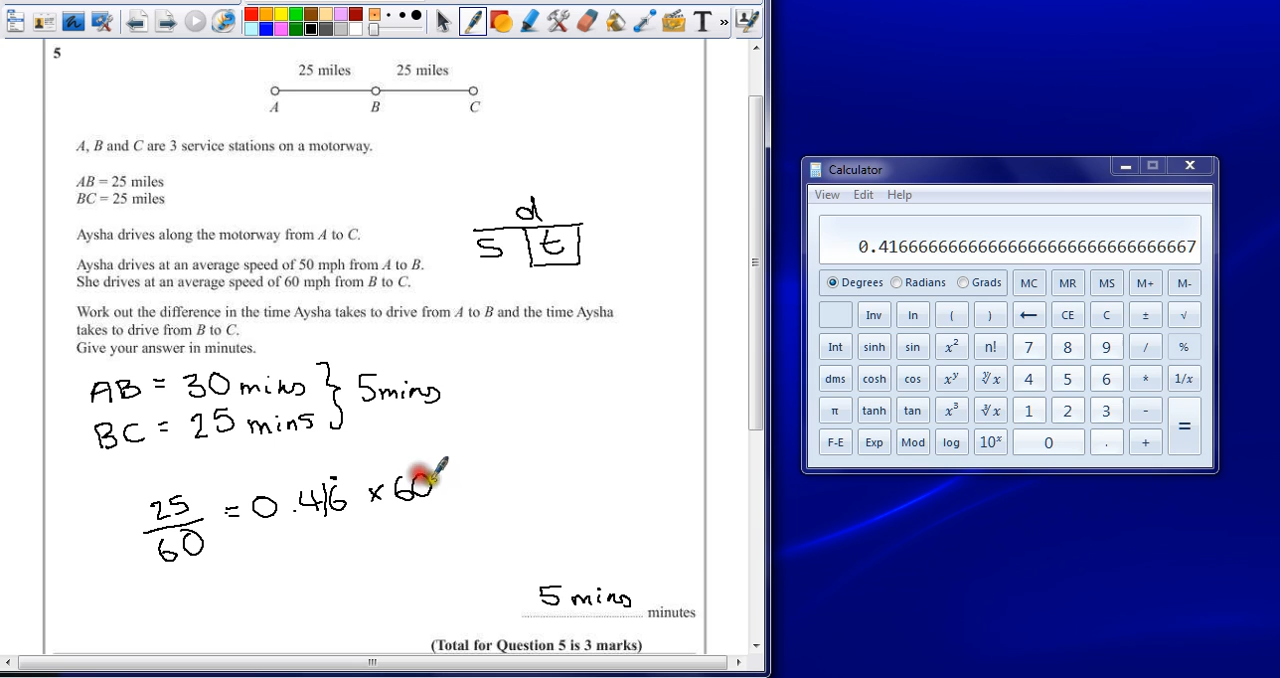 5
25 miles 25 miles
A B C
A, B and C are 3 service stations on a motorway.
AB = 25 miles
BC = 25 miles
d
s t
Aysha drives along the motorway from A to C.
Aysha drives at an average speed of 50 mph from A to B.
She drives at an average speed of 60 mph from B to C.
Work out the difference in the time Aysha takes to drive from A to B and the time Aysha
takes to drive from B to C.
Give your answer in minutes.
AB = 30 mins } 5 mins
BC = 25 mins
25/60 = 0.416̇ × 60
5 mins minutes
(Total for Question 5 is 3 marks)
T »
Calculator
View Edit Help
0.41666666666666666666666666666667
Degrees Radians Grads MC MR MS M+ M-
Inv ln ( ) ← CE C ± √
Int sinh sin x² n! 7 8 9 / %
dms cosh cos xʸ ʸ√x 4 5 6 * 1/x
π tanh tan x³ ³√x 1 2 3 - =
F-E Exp Mod log 10ˣ 0 . +